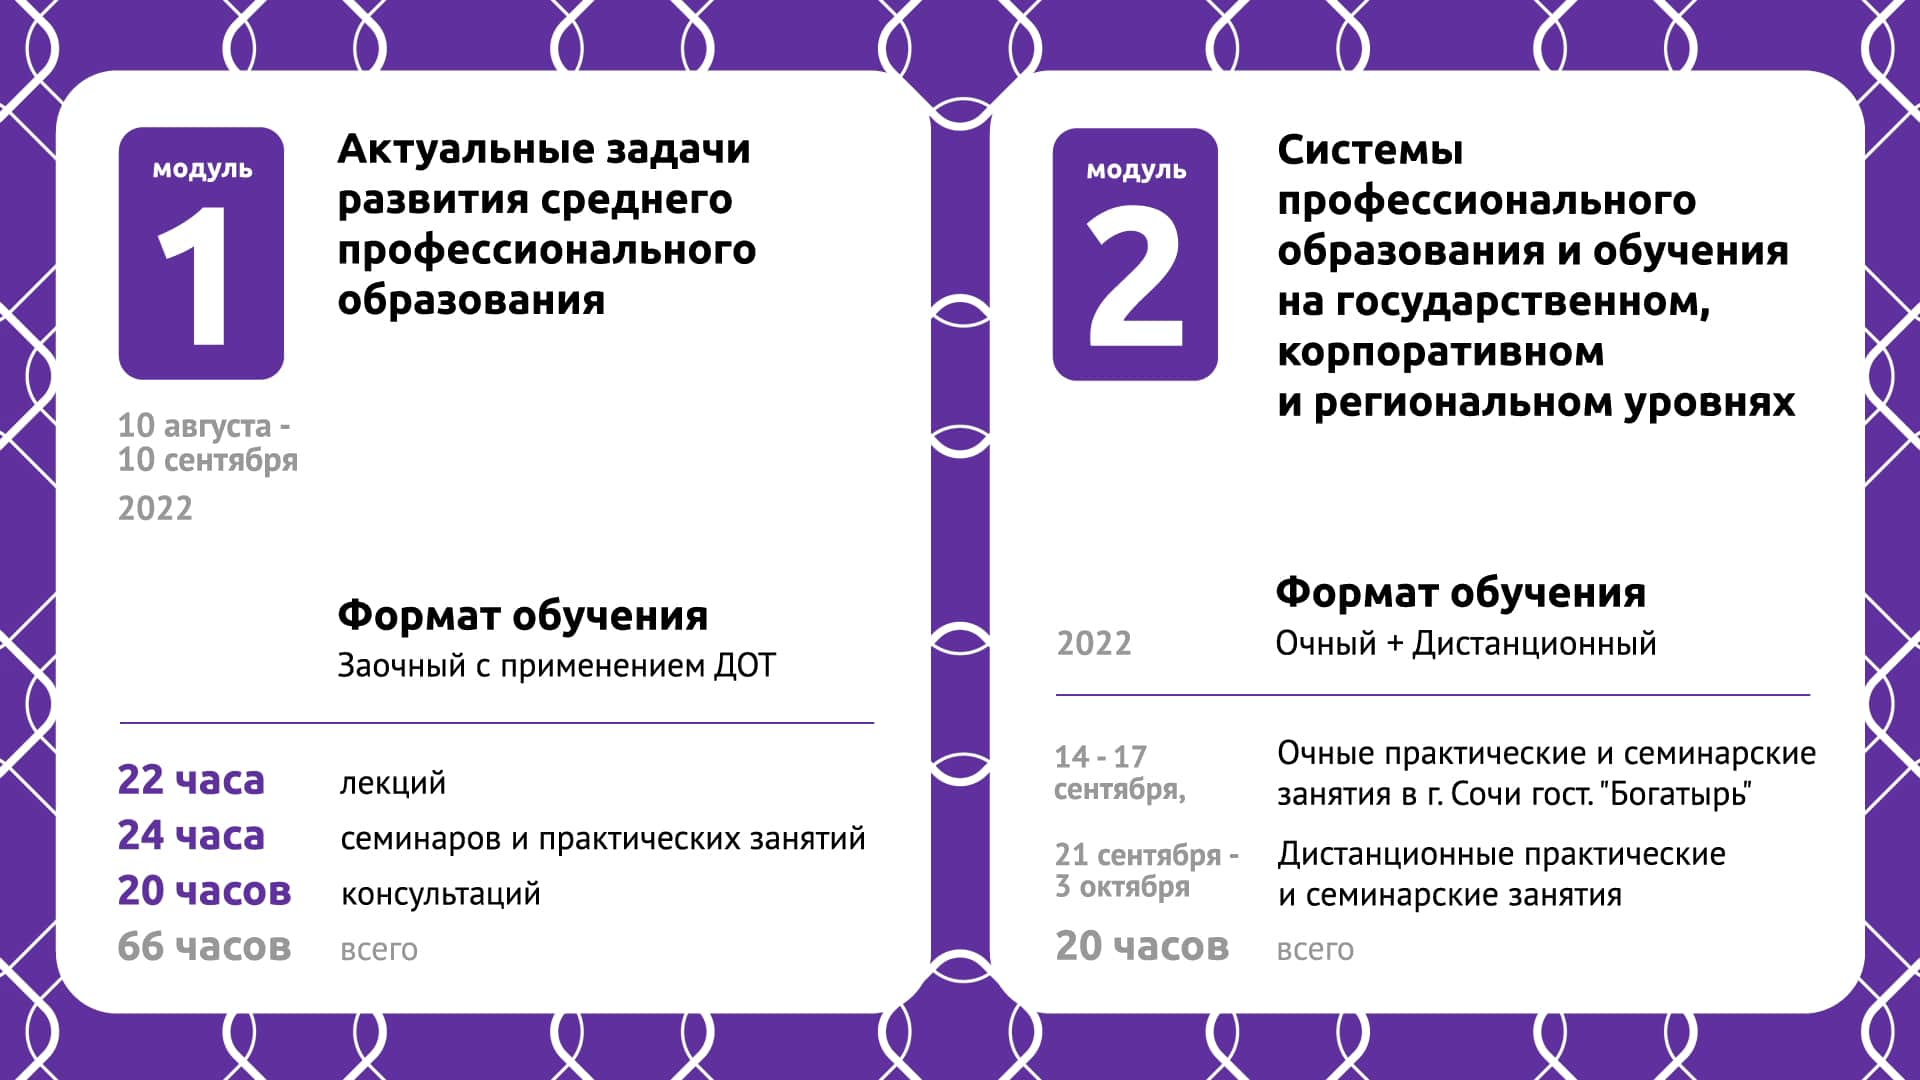 модуль
1
Актуальные задачи
развития среднего
профессионального
образования
10 августа -
10 сентября
2022
Формат обучения
Заочный с применением ДОТ
22 часа лекций
24 часа семинаров и практических занятий
20 часов консультаций
66 часов всего
модуль
2
Системы
профессионального
образования и обучения
на государственном,
корпоративном
и региональном уровнях
Формат обучения
2022 Очный + Дистанционный
14 - 17
сентября,
Очные практические и семинарские
занятия в г. Сочи гост. "Богатырь"
21 сентября -
3 октября
Дистанционные практические
и семинарские занятия
20 часов всего